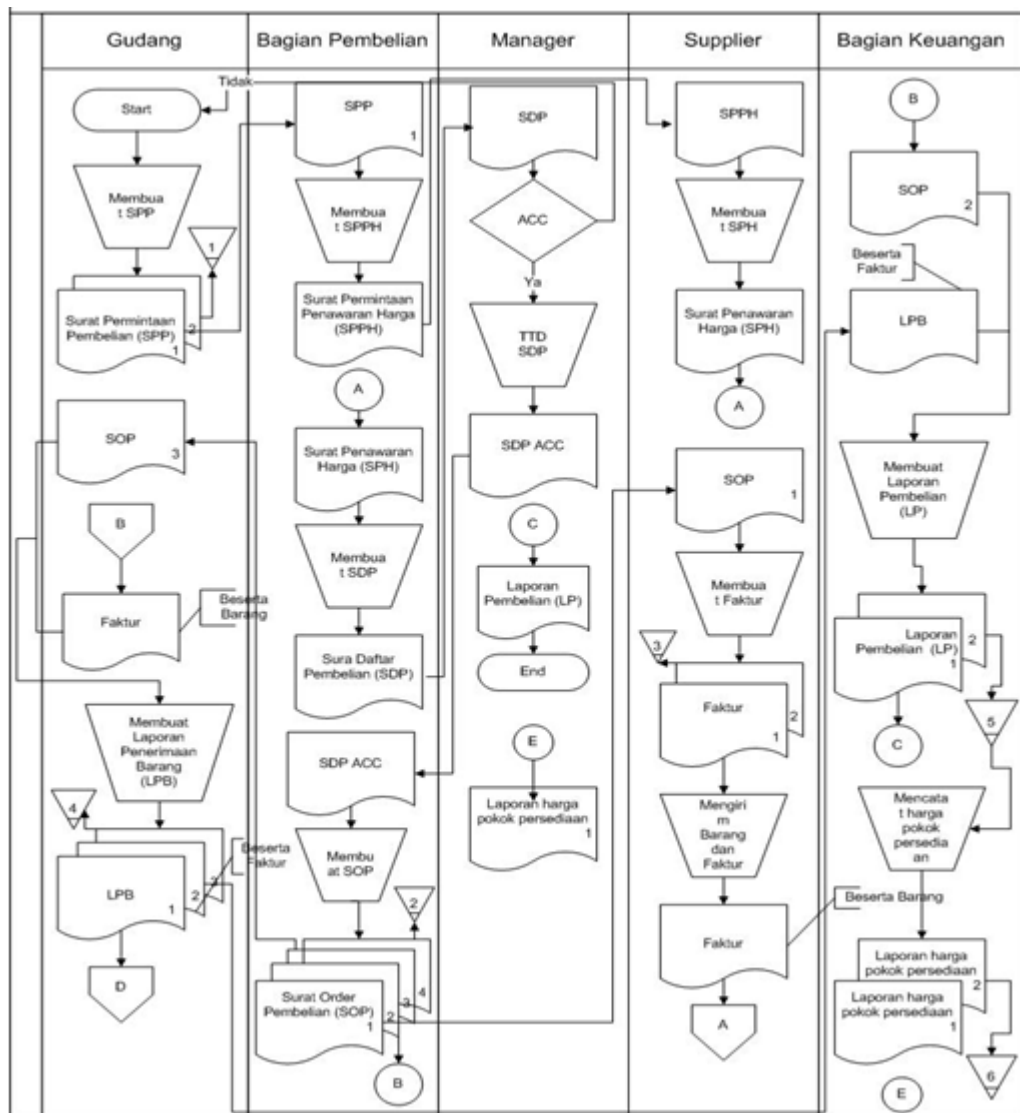 Gudang
Bagian Pembelian
Manager
Supplier
Bagian Keuangan
Tidak
Start
Membua
t SPP
1
Surat Permintaan
Pembelian (SPP)
2
1
SOP
3
B
Faktur
Beserta
Barang
Membuat
Laporan
Penerimaan
Barang
(LPB)
4
Beserta
Faktur
LPB
1
2
3
D
SPP
1
Membua
t SPPH
Surat Permintaan
Penawaran Harga
(SPPH)
A
Surat Penawaran
Harga (SPH)
Membua
t SDP
Sura Daftar
Pembelian (SDP)
SDP ACC
Membu
at SOP
2
Surat Order
Pembelian (SOP)
1
2
3
4
B
SDP
ACC
Ya
TTD
SDP
SDP ACC
C
Laporan
Pembelian (LP)
End
E
Laporan harga
pokok persediaan
1
SPPH
Membua
t SPH
Surat Penawaran
Harga (SPH)
A
SOP
1
Membua
t Faktur
3
Faktur
2
1
Mengiri
m
Barang
dan
Faktur
Beserta Barang
Faktur
A
B
SOP
2
Beserta
Faktur
LPB
Membuat
Laporan
Pembelian
(LP)
Laporan
Pembelian (LP)
2
1
5
C
Mencata
t harga
pokok
persedia
an
Laporan harga
pokok persediaan
2
Laporan harga
pokok persediaan
1
6
E